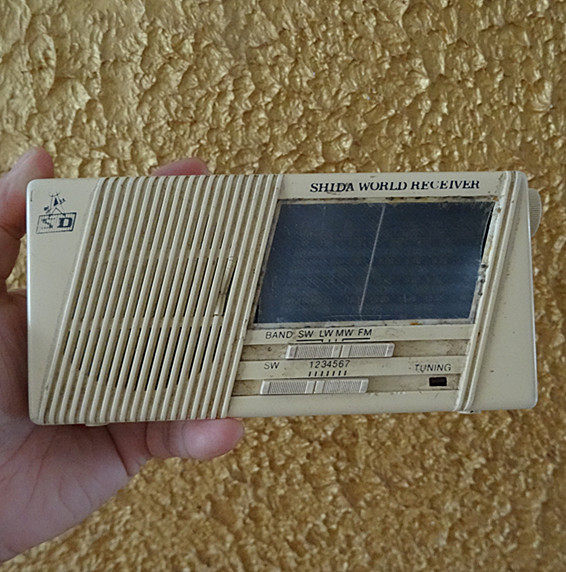 SHIDA WORLD RECEIVER
SD
BAND SW LW MW FM
SW 1234567
TUNING